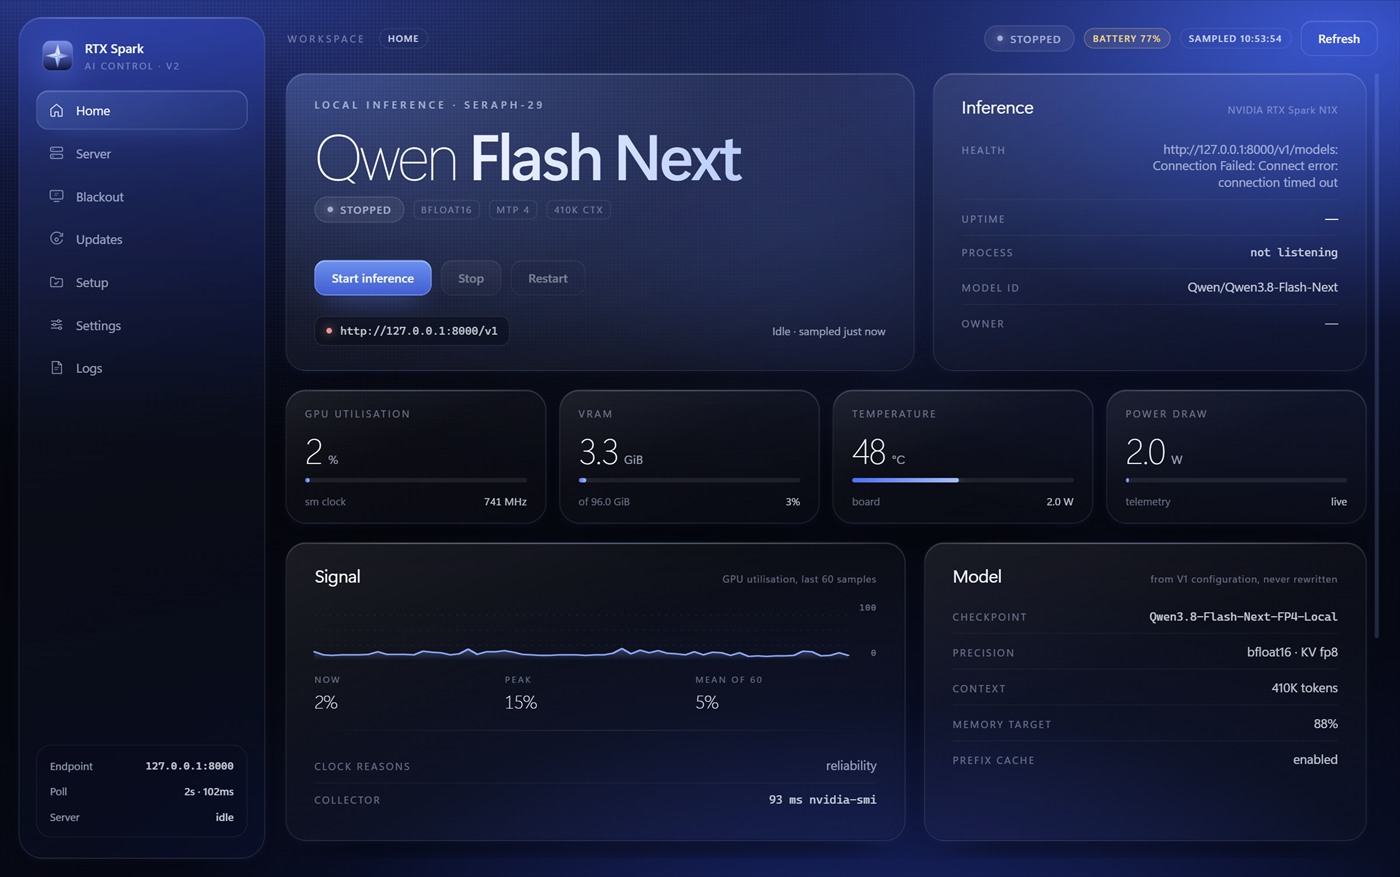 RTX Spark
AI CONTROL · V2
Home
Server
Blackout
Updates
Setup
Settings
Logs
Endpoint 127.0.0.1:8000
Poll 2s · 102ms
Server idle
WORKSPACE HOME
STOPPED BATTERY 77% SAMPLED 10:53:54 Refresh
LOCAL INFERENCE · SERAPH-29
Qwen Flash Next
STOPPED BFLOAT16 MTP 4 410K CTX
Start inference Stop Restart
http://127.0.0.1:8000/v1 Idle · sampled just now
Inference NVIDIA RTX Spark N1X
HEALTH http://127.0.0.1:8000/v1/models:
Connection Failed: Connect error:
connection timed out
UPTIME —
PROCESS not listening
MODEL ID Qwen/Qwen3.8-Flash-Next
OWNER —
GPU UTILISATION
2 %
sm clock 741 MHz
VRAM
3.3 GiB
of 96.0 GiB 3%
TEMPERATURE
48 °C
board 2.0 W
POWER DRAW
2.0 W
telemetry live
Signal GPU utilisation, last 60 samples
100
0
NOW PEAK MEAN OF 60
2% 15% 5%
CLOCK REASONS reliability
COLLECTOR 93 ms nvidia-smi
Model from V1 configuration, never rewritten
CHECKPOINT Qwen3.8-Flash-Next-FP4-Local
PRECISION bfloat16 · KV fp8
CONTEXT 410K tokens
MEMORY TARGET 88%
PREFIX CACHE enabled